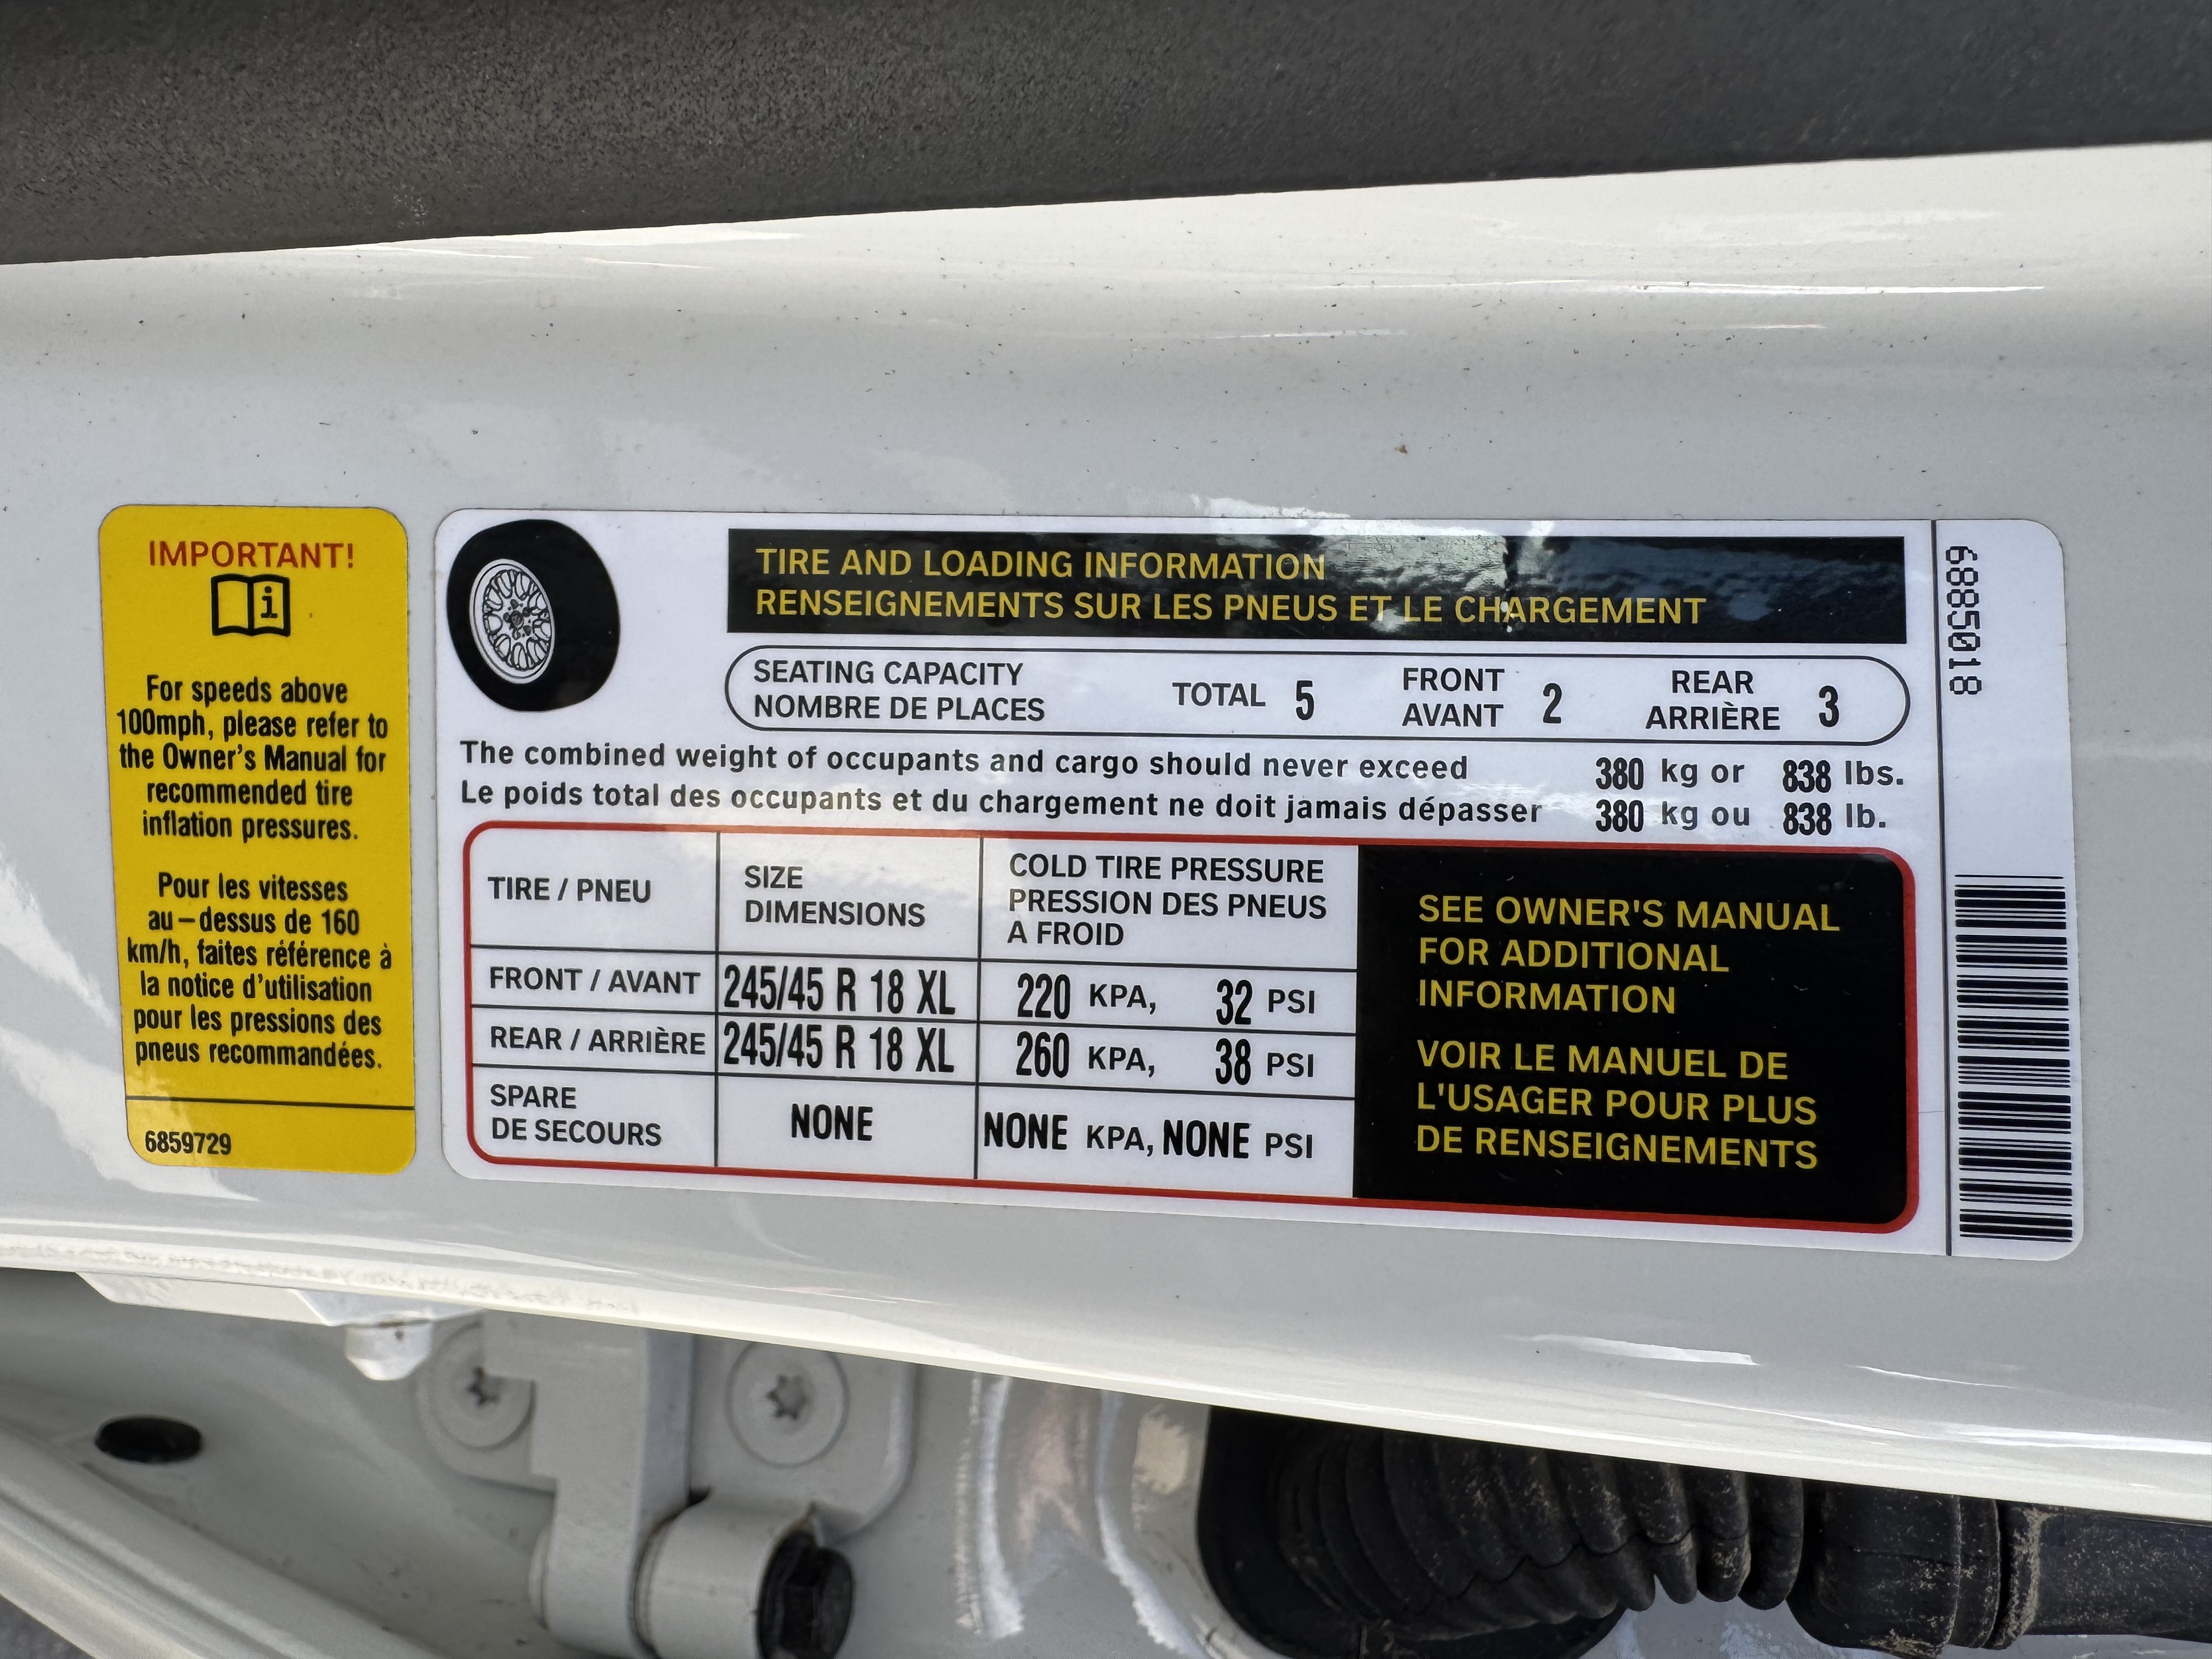 IMPORTANT!
i
For speeds above
100mph, please refer to
the Owner's Manual for
recommended tire
inflation pressures.
Pour les vitesses
au-dessus de 160
km/h, faites référence à
la notice d'utilisation
pour les pressions des
pneus recommandées.
6859729
TIRE AND LOADING INFORMATION
RENSEIGNEMENTS SUR LES PNEUS ET LE CHARGEMENT
SEATING CAPACITY
NOMBRE DE PLACES
TOTAL 5
FRONT
AVANT
2
REAR
ARRIÈRE
3
The combined weight of occupants and cargo should never exceed 380 kg or 838 lbs.
Le poids total des occupants et du chargement ne doit jamais dépasser 380 kg ou 838 lb.
TIRE / PNEU
SIZE
DIMENSIONS
COLD TIRE PRESSURE
PRESSION DES PNEUS
A FROID
FRONT / AVANT 245/45 R 18 XL 220 KPA, 32 PSI
REAR / ARRIÈRE 245/45 R 18 XL 260 KPA, 38 PSI
SPARE
DE SECOURS
NONE NONE KPA, NONE PSI
SEE OWNER'S MANUAL
FOR ADDITIONAL
INFORMATION
VOIR LE MANUEL DE
L'USAGER POUR PLUS
DE RENSEIGNEMENTS
6885018